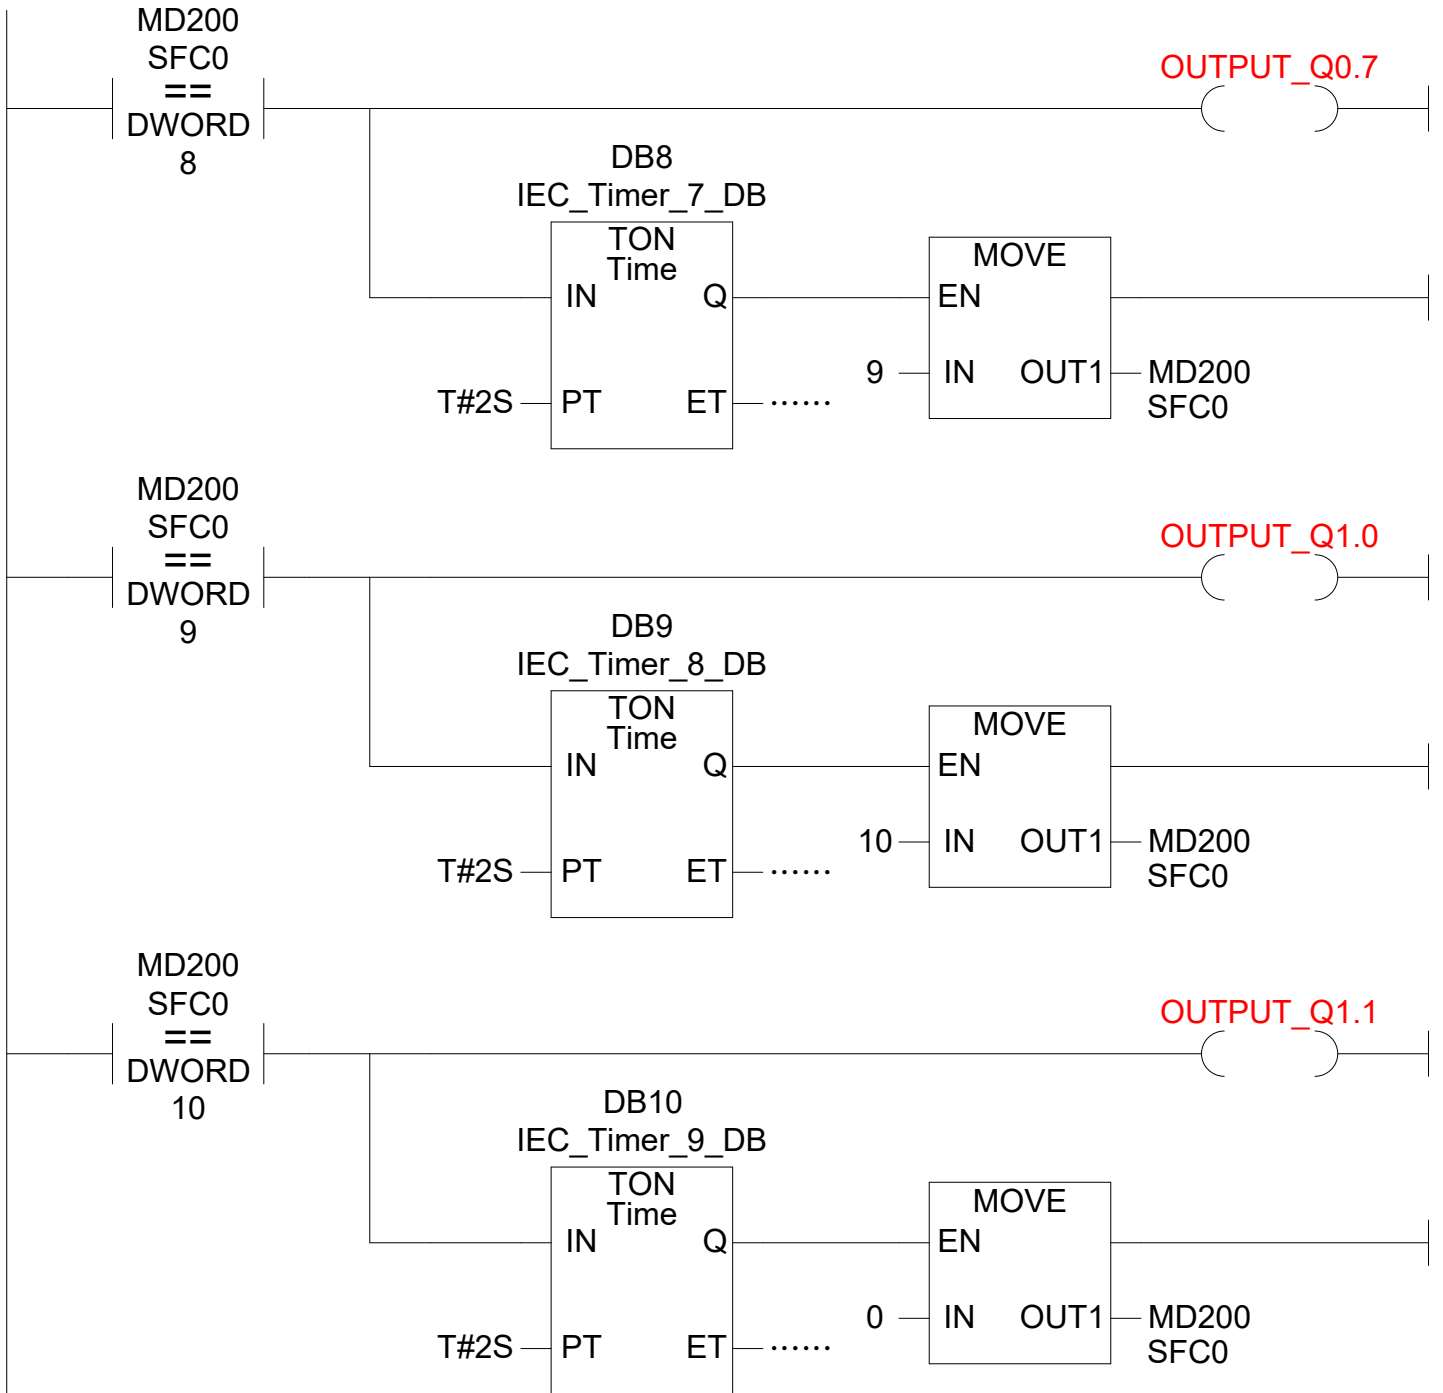 MD200
SFC0
==
DWORD
8
OUTPUT_Q0.7
DB8
IEC_Timer_7_DB
TON
Time
IN Q
T#2S PT ET ......
MOVE
EN
9 IN OUT1 MD200
SFC0
MD200
SFC0
==
DWORD
9
OUTPUT_Q1.0
DB9
IEC_Timer_8_DB
TON
Time
IN Q
T#2S PT ET ......
MOVE
EN
10 IN OUT1 MD200
SFC0
MD200
SFC0
==
DWORD
10
OUTPUT_Q1.1
DB10
IEC_Timer_9_DB
TON
Time
IN Q
T#2S PT ET ......
MOVE
EN
0 IN OUT1 MD200
SFC0